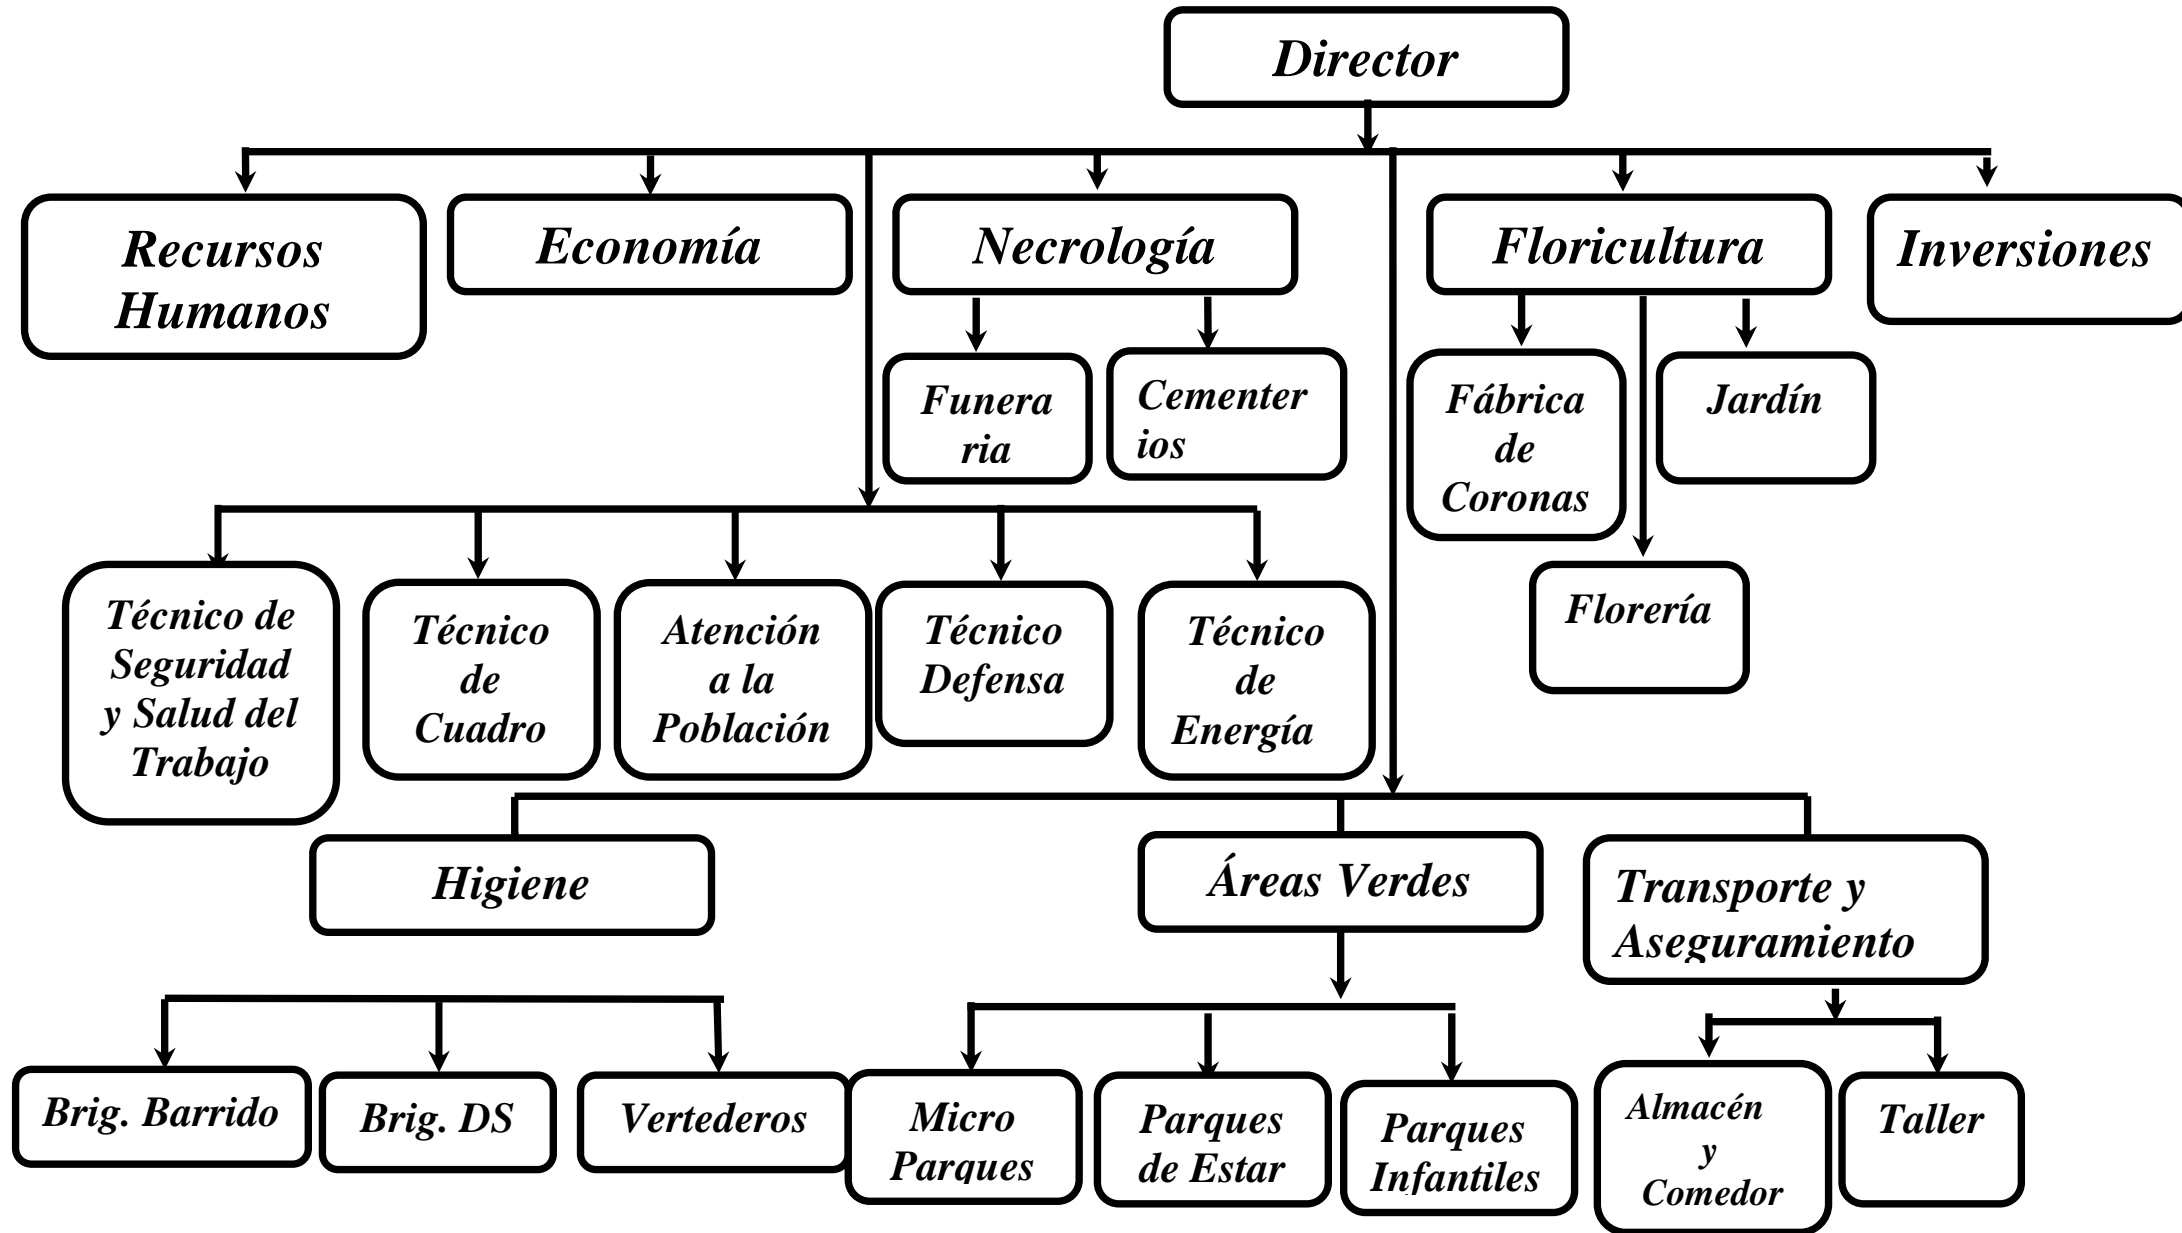 Director
Recursos
Humanos
Economía
Necrología
Floricultura
Inversiones
Funera
ria
Cementer
ios
Fábrica
de
Coronas
Jardín
Florería
Técnico de
Seguridad
y Salud del
Trabajo
Técnico
de
Cuadro
Atención
a la
Población
Técnico
Defensa
Técnico
de
Energía
Higiene
Áreas Verdes
Transporte y
Aseguramiento
Brig. Barrido
Brig. DS
Vertederos
Micro
Parques
Parques
de Estar
Parques
Infantiles
Almacén
y
Comedor
Taller